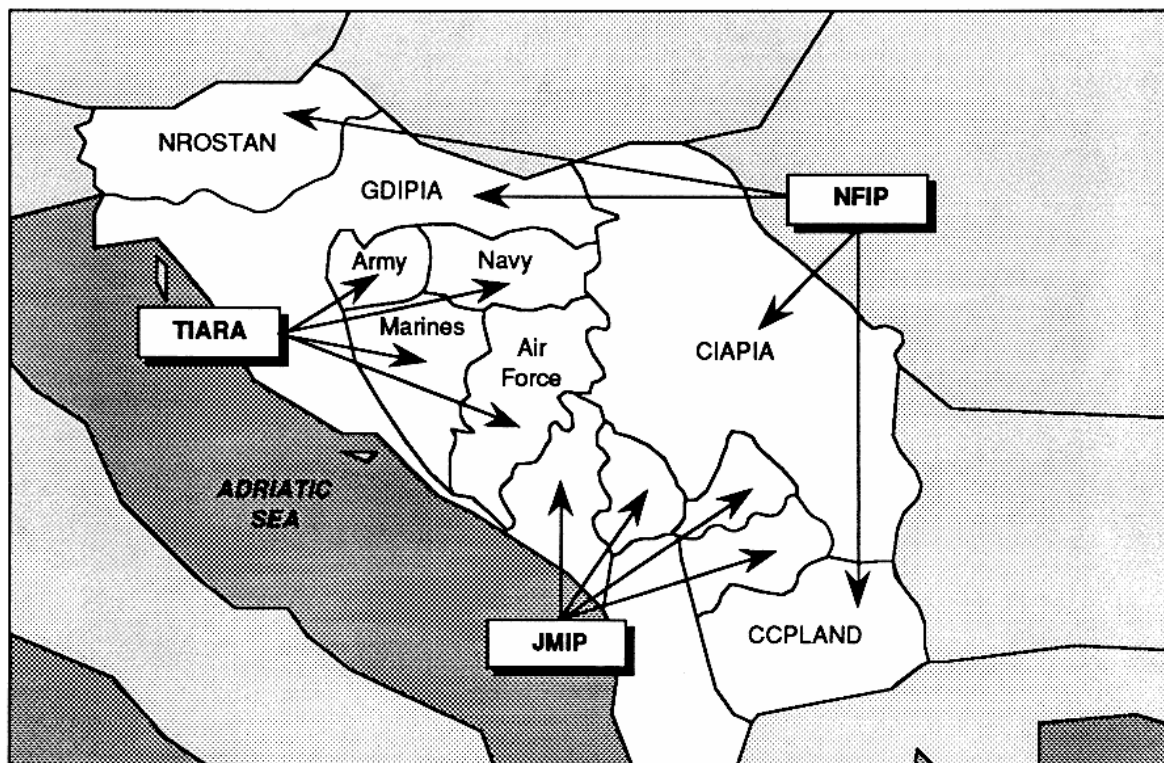 NROSTAN
GDIPIA
NFIP
Army
Navy
TIARA
Marines
Air
Force
CIAPIA
ADRIATIC
SEA
JMIP
CCPLAND